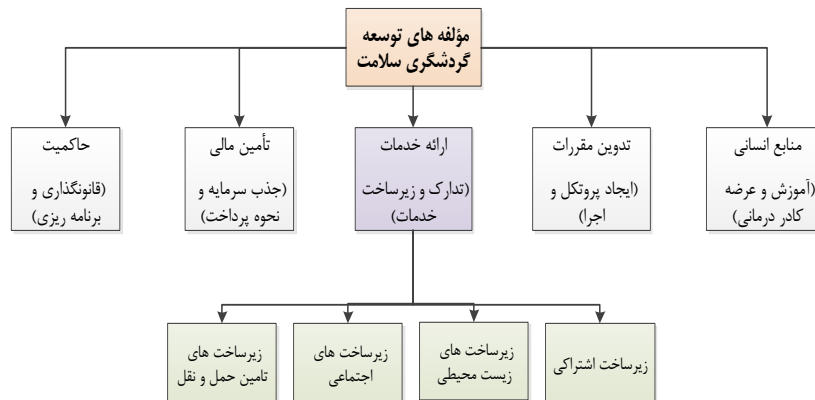 مؤلفه های توسعه
گردشگری سلامت
منابع انسانی
(آموزش و عرضه
کادر درمانی)
تدوین مقررات
(ایجاد پروتکل و
اجرا)
ارائه خدمات
(تدارک و زیرساخت
خدمات)
تأمین مالی
(جذب سرمایه و
نحوه پرداخت)
حاکمیت
(قانونگذاری و
برنامه ریزی)
زیرساخت اشتراکی
زیرساخت های
زیست محیطی
زیرساخت های
اجتماعی
زیرساخت های
تامین حمل و نقل